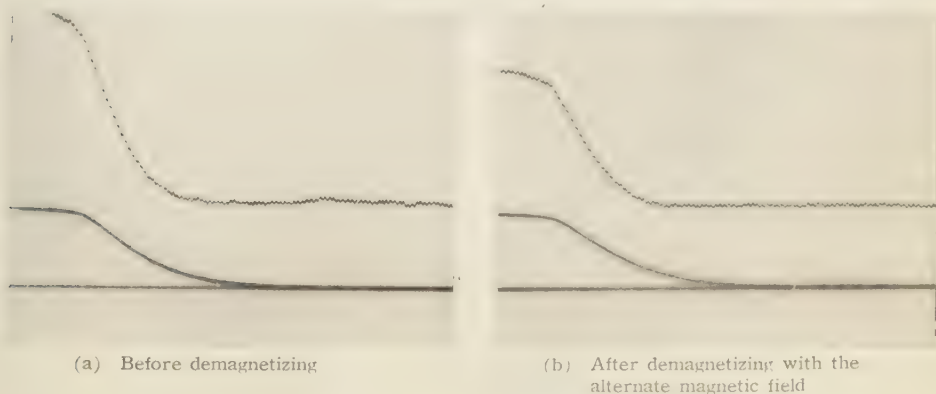 (a) Before demagnetizing
(b) After demagnetizing with the
alternate magnetic field